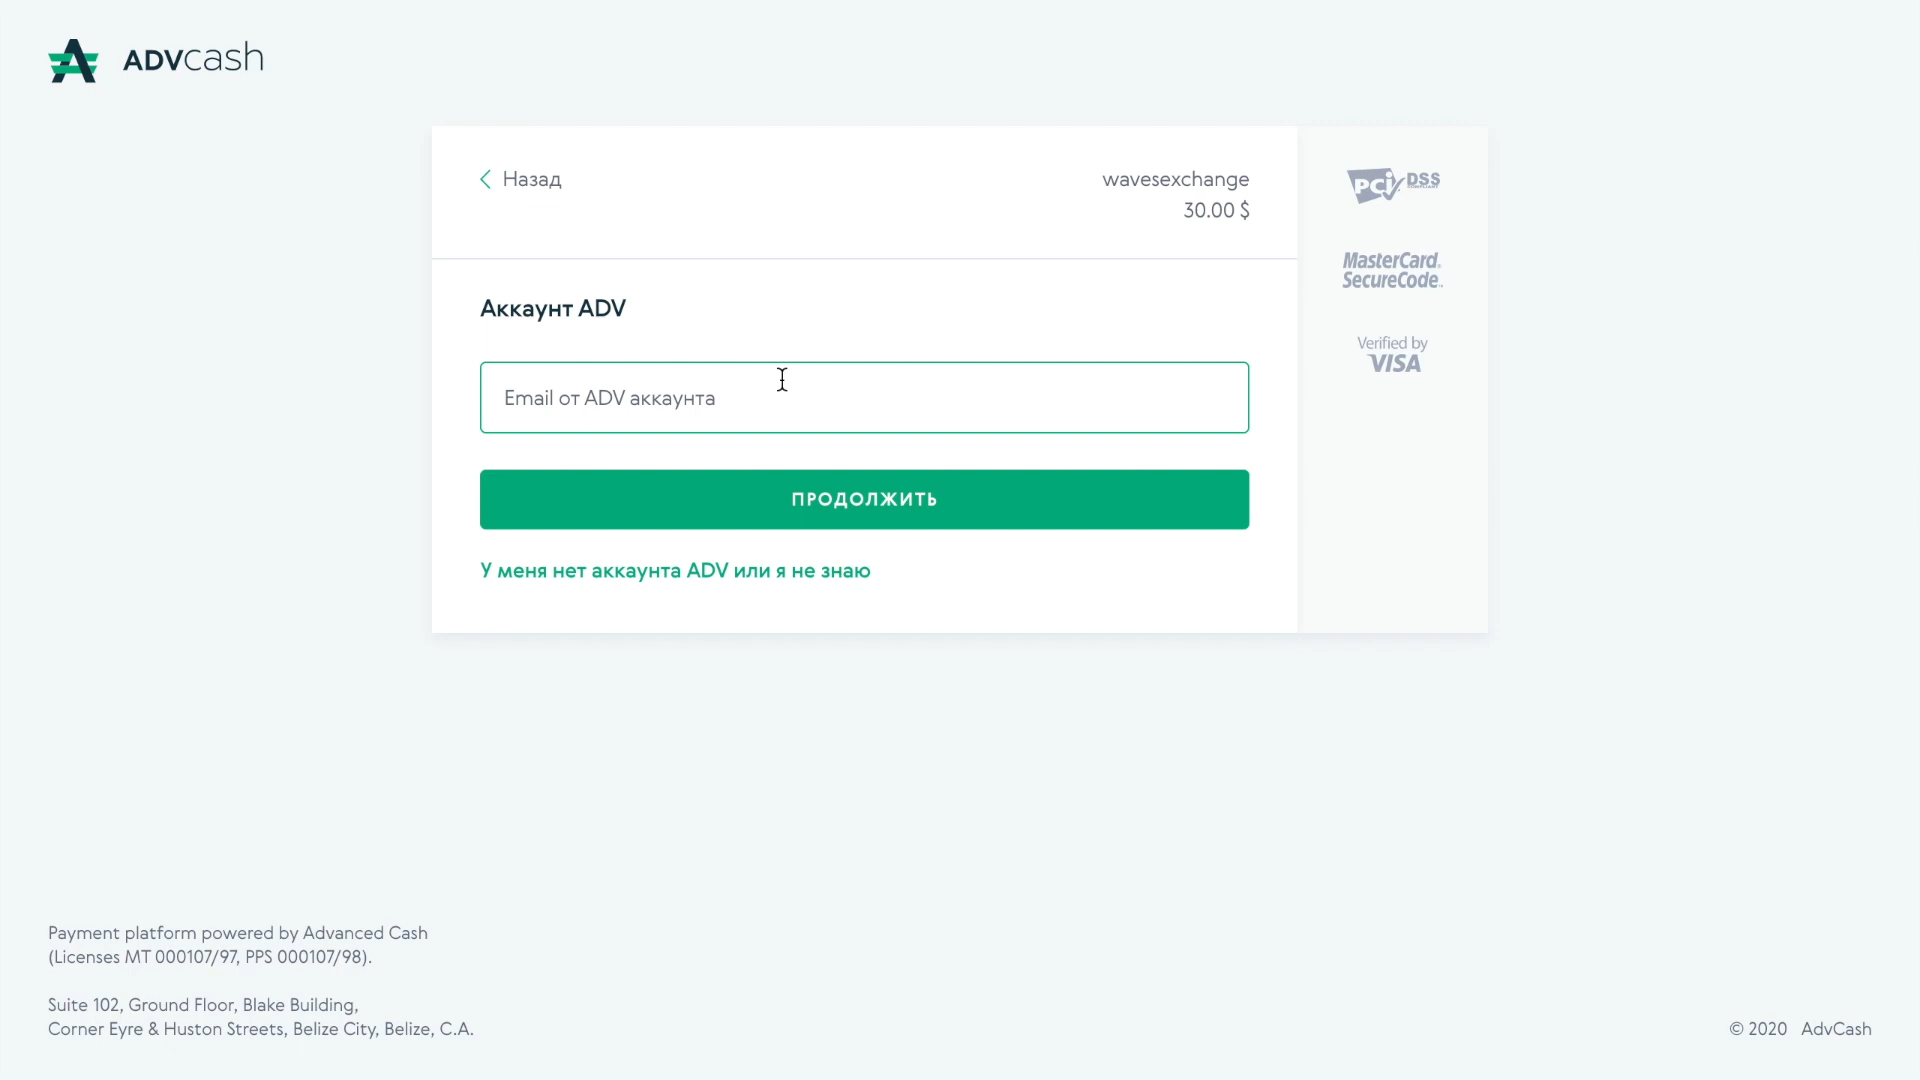 ADVcash
Назад
wavesexchange
30.00 $
PCI DSS
COMPLIANT
MasterCard.
SecureCode.
Verified by
VISA
Аккаунт ADV
Email от ADV аккаунта
ПРОДОЛЖИТЬ
У меня нет аккаунта ADV или я не знаю
Payment platform powered by Advanced Cash
(Licenses MT 000107/97, PPS 000107/98).
Suite 102, Ground Floor, Blake Building,
Corner Eyre & Huston Streets, Belize City, Belize, C.A.
© 2020 AdvCash